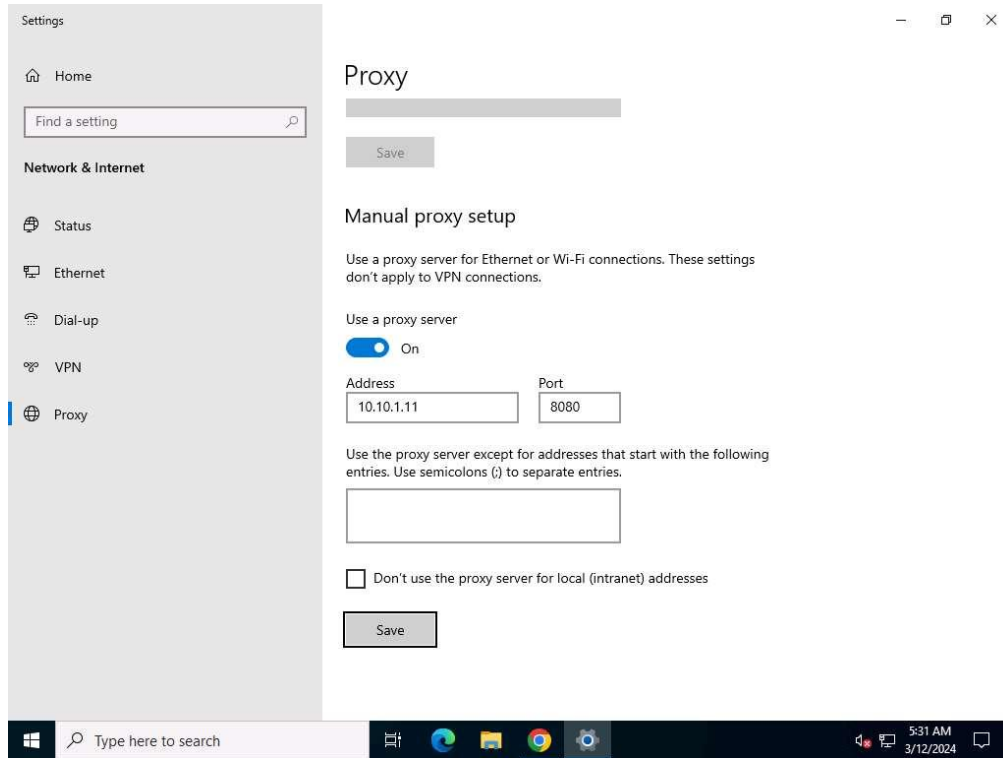 Settings
Home
Find a setting
Network & Internet
Status
Ethernet
Dial-up
VPN
Proxy
Proxy
Save
Manual proxy setup
Use a proxy server for Ethernet or Wi-Fi connections. These settings
don't apply to VPN connections.
Use a proxy server
On
Address Port
10.10.1.11 8080
Use the proxy server except for addresses that start with the following
entries. Use semicolons (;) to separate entries.
Don't use the proxy server for local (intranet) addresses
Save
Type here to search
5:31 AM
3/12/2024